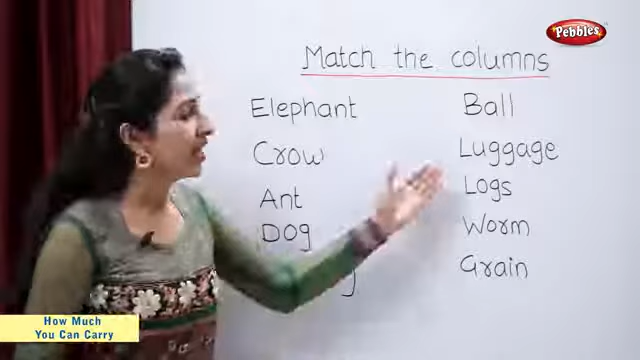 Pebbles
Match the columns
Elephant Ball
Crow Luggage
Ant Logs
Dog Worm
Grain
How Much
You Can Carry